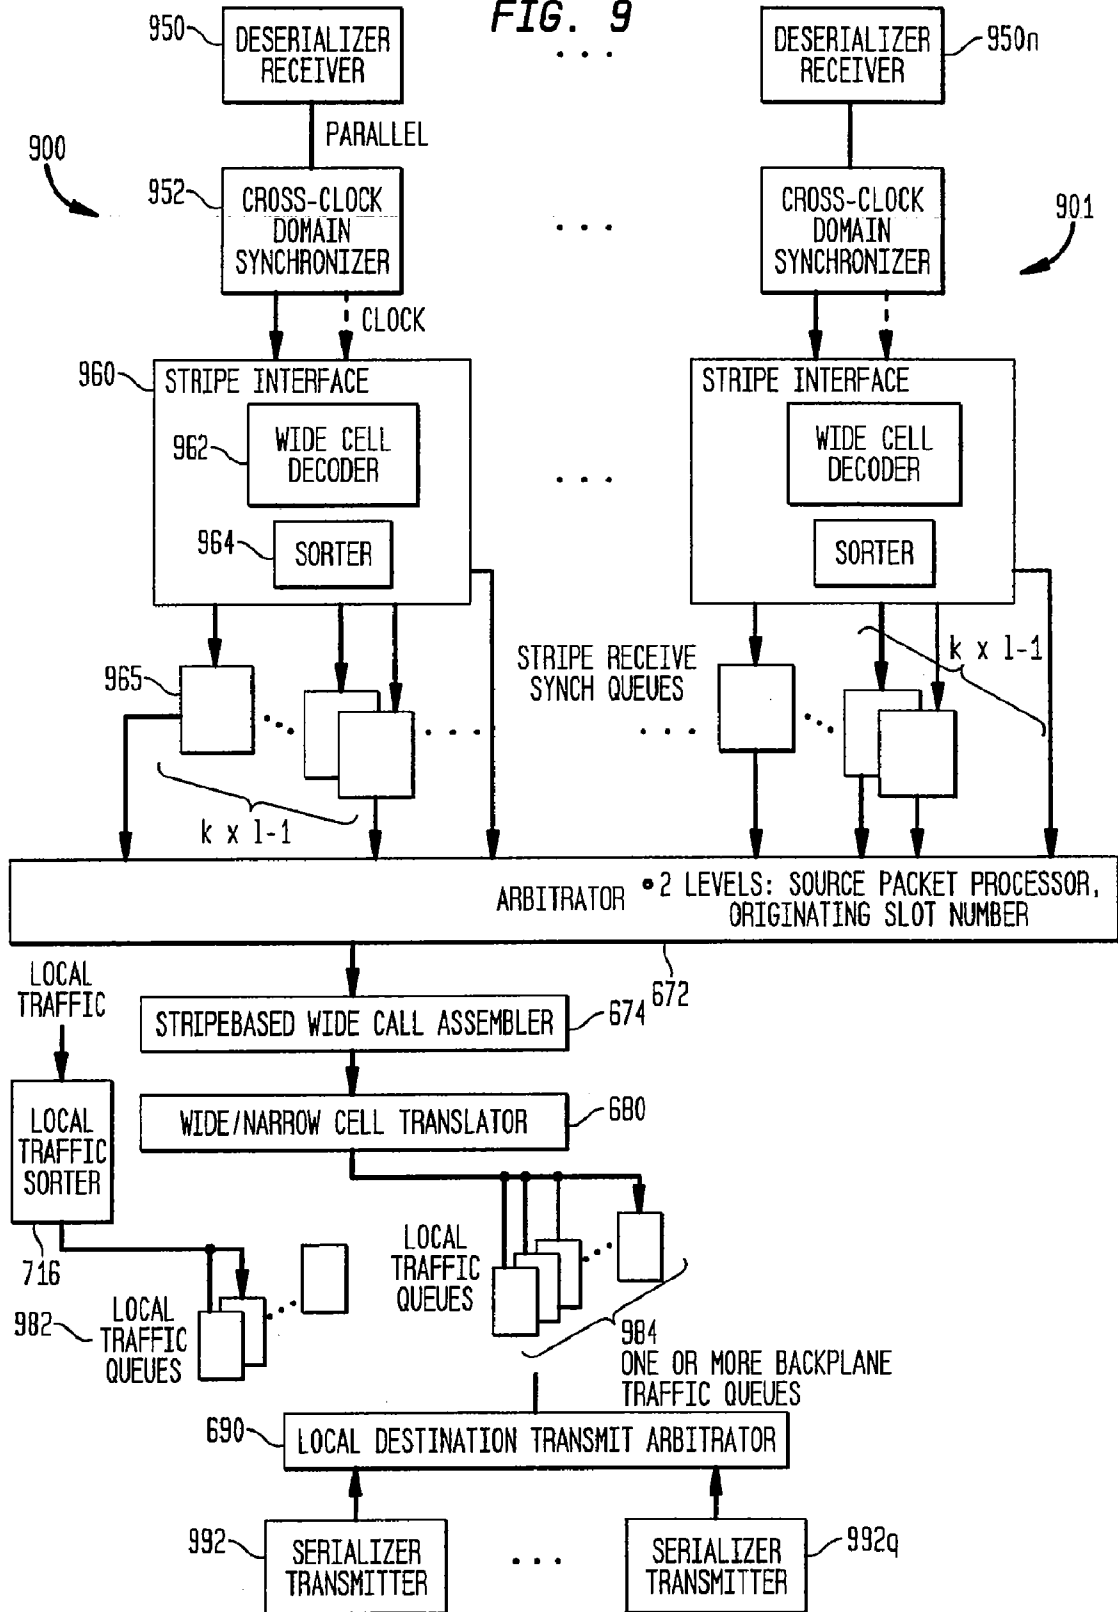 FIG. 9
950
DESERIALIZER
RECEIVER
. . .
DESERIALIZER
RECEIVER
950n
PARALLEL
900
952
CROSS-CLOCK
DOMAIN
SYNCHRONIZER
. . .
CROSS-CLOCK
DOMAIN
SYNCHRONIZER
901
CLOCK
960
STRIPE INTERFACE
962
WIDE CELL
DECODER
964
SORTER
. . .
STRIPE INTERFACE
WIDE CELL
DECODER
SORTER
965
STRIPE RECEIVE
SYNCH QUEUES
k x l-1
k x l-1
ARBITRATOR
• 2 LEVELS: SOURCE PACKET PROCESSOR,
ORIGINATING SLOT NUMBER
672
LOCAL
TRAFFIC
STRIPEBASED WIDE CALL ASSEMBLER
674
WIDE/NARROW CELL TRANSLATOR
680
LOCAL
TRAFFIC
SORTER
716
982
LOCAL
TRAFFIC
QUEUES
LOCAL
TRAFFIC
QUEUES
984
ONE OR MORE BACKPLANE
TRAFFIC QUEUES
690
LOCAL DESTINATION TRANSMIT ARBITRATOR
992
SERIALIZER
TRANSMITTER
. . .
SERIALIZER
TRANSMITTER
992q